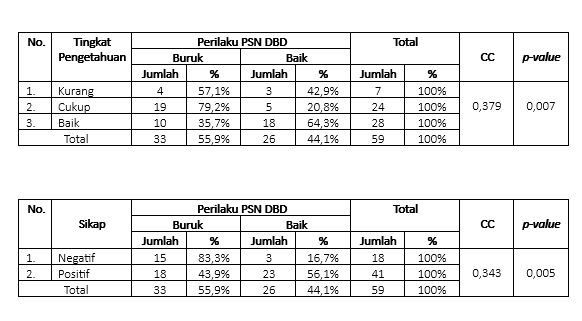 No. Tingkat Pengetahuan Perilaku PSN DBD Total CC p-value
Buruk Baik
Jumlah % Jumlah % Jumlah %
1. Kurang 4 57,1% 3 42,9% 7 100% 0,379 0,007
2. Cukup 19 79,2% 5 20,8% 24 100%
3. Baik 10 35,7% 18 64,3% 28 100%
Total 33 55,9% 26 44,1% 59 100%
No. Sikap Perilaku PSN DBD Total CC p-value
Buruk Baik
Jumlah % Jumlah % Jumlah %
1. Negatif 15 83,3% 3 16,7% 18 100% 0,343 0,005
2. Positif 18 43,9% 23 56,1% 41 100%
Total 33 55,9% 26 44,1% 59 100%